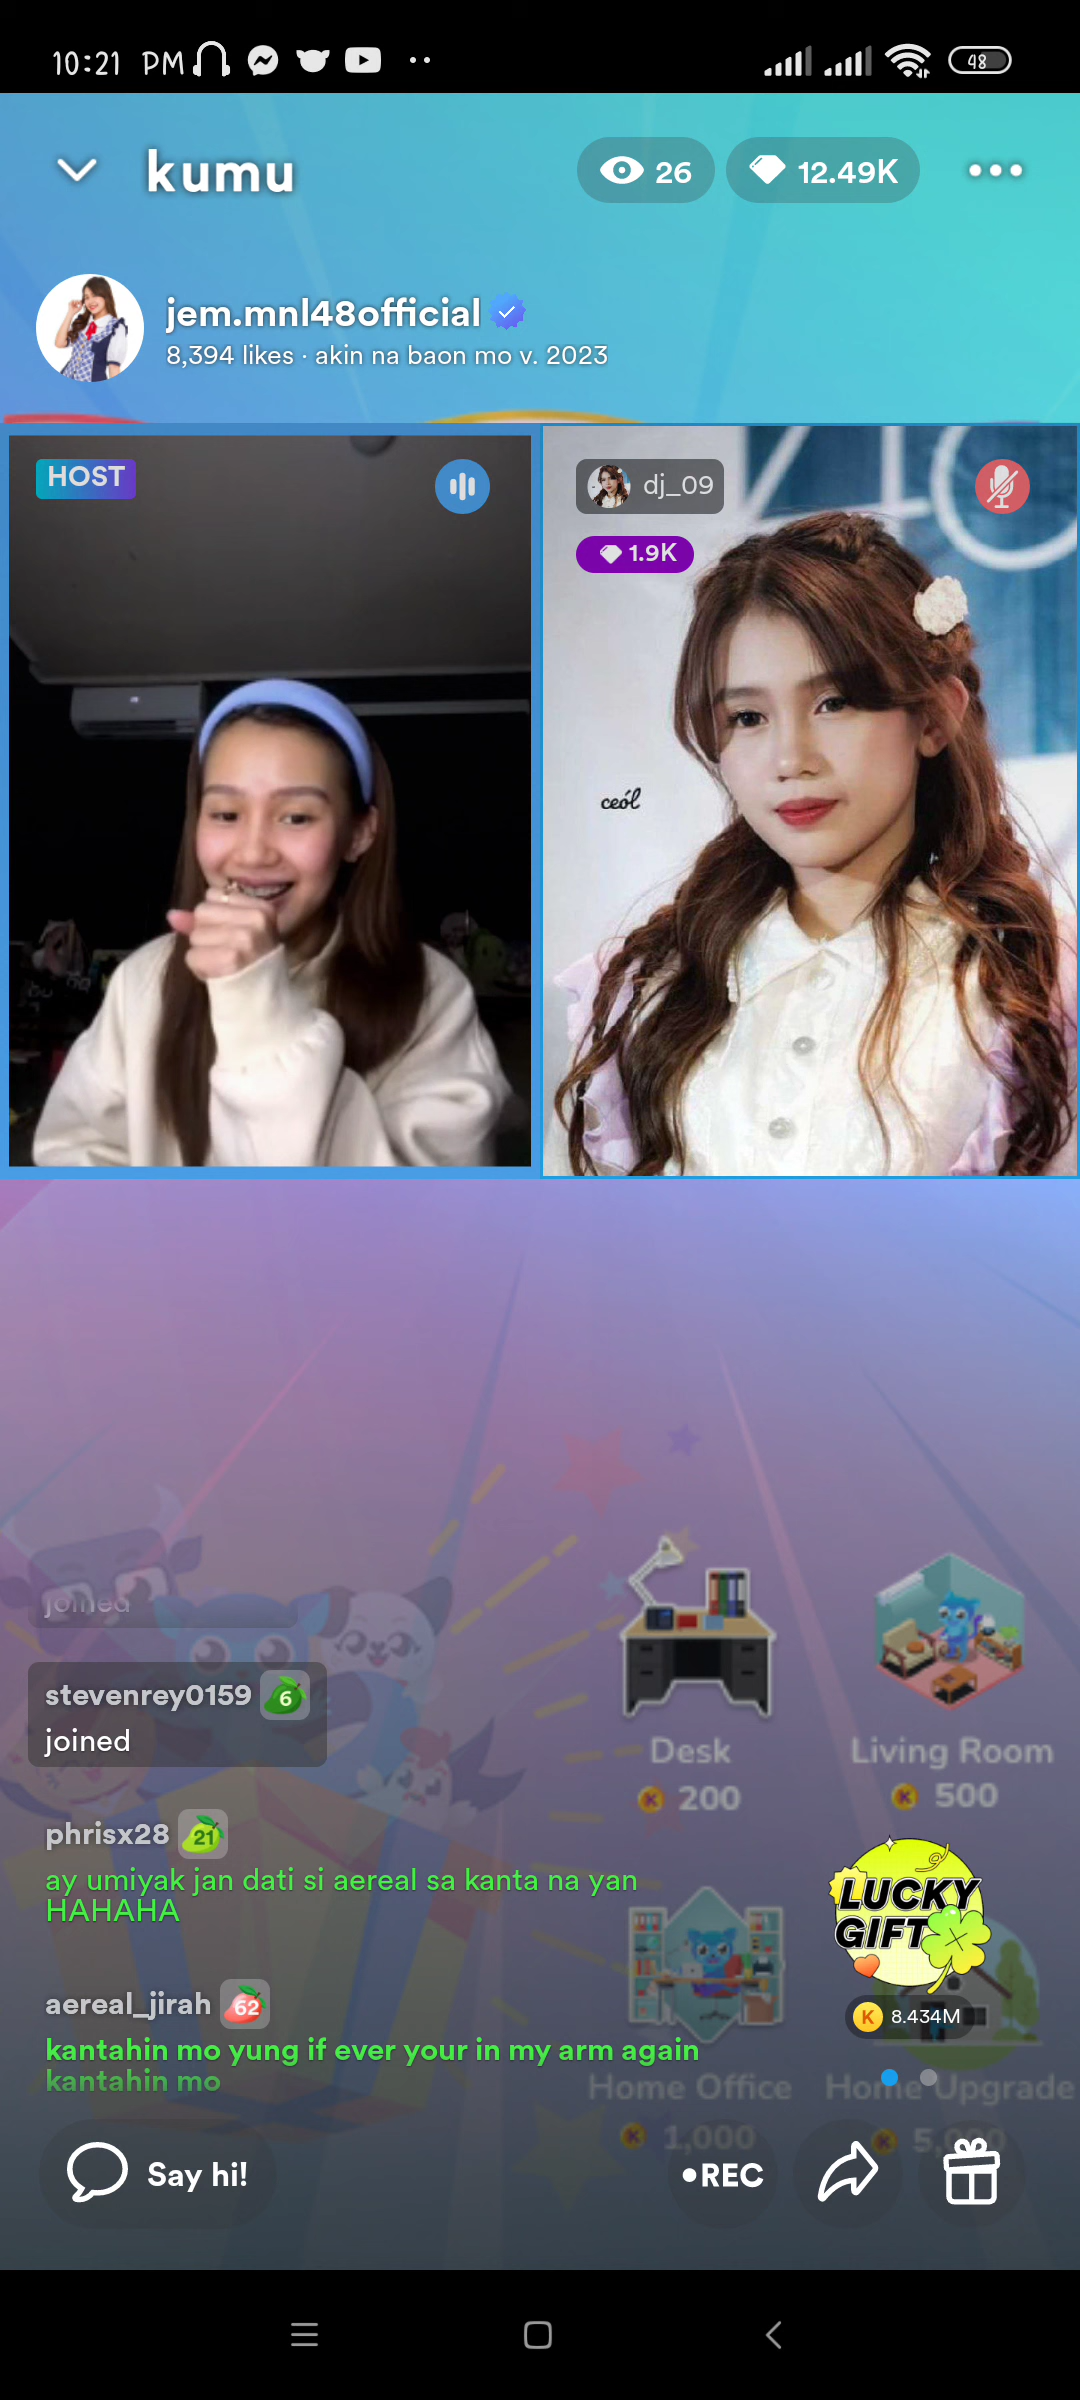 10:21 PM
48
kumu
26
12.49K
jem.mnl48official
8,394 likes · akin na baon mo v. 2023
HOST
dj_09
1.9K
ceól
joined
stevenrey0159 6
joined
phrisx28 21
ay umiyak jan dati si aereal sa kanta na yan
HAHAHA
aereal_jirah 62
kantahin mo yung if ever your in my arm again
kantahin mo
Desk
200
Living Room
500
LUCKY
GIFT
K 8.434M
Home Office
1,000
Home Upgrade
Say hi!
•REC